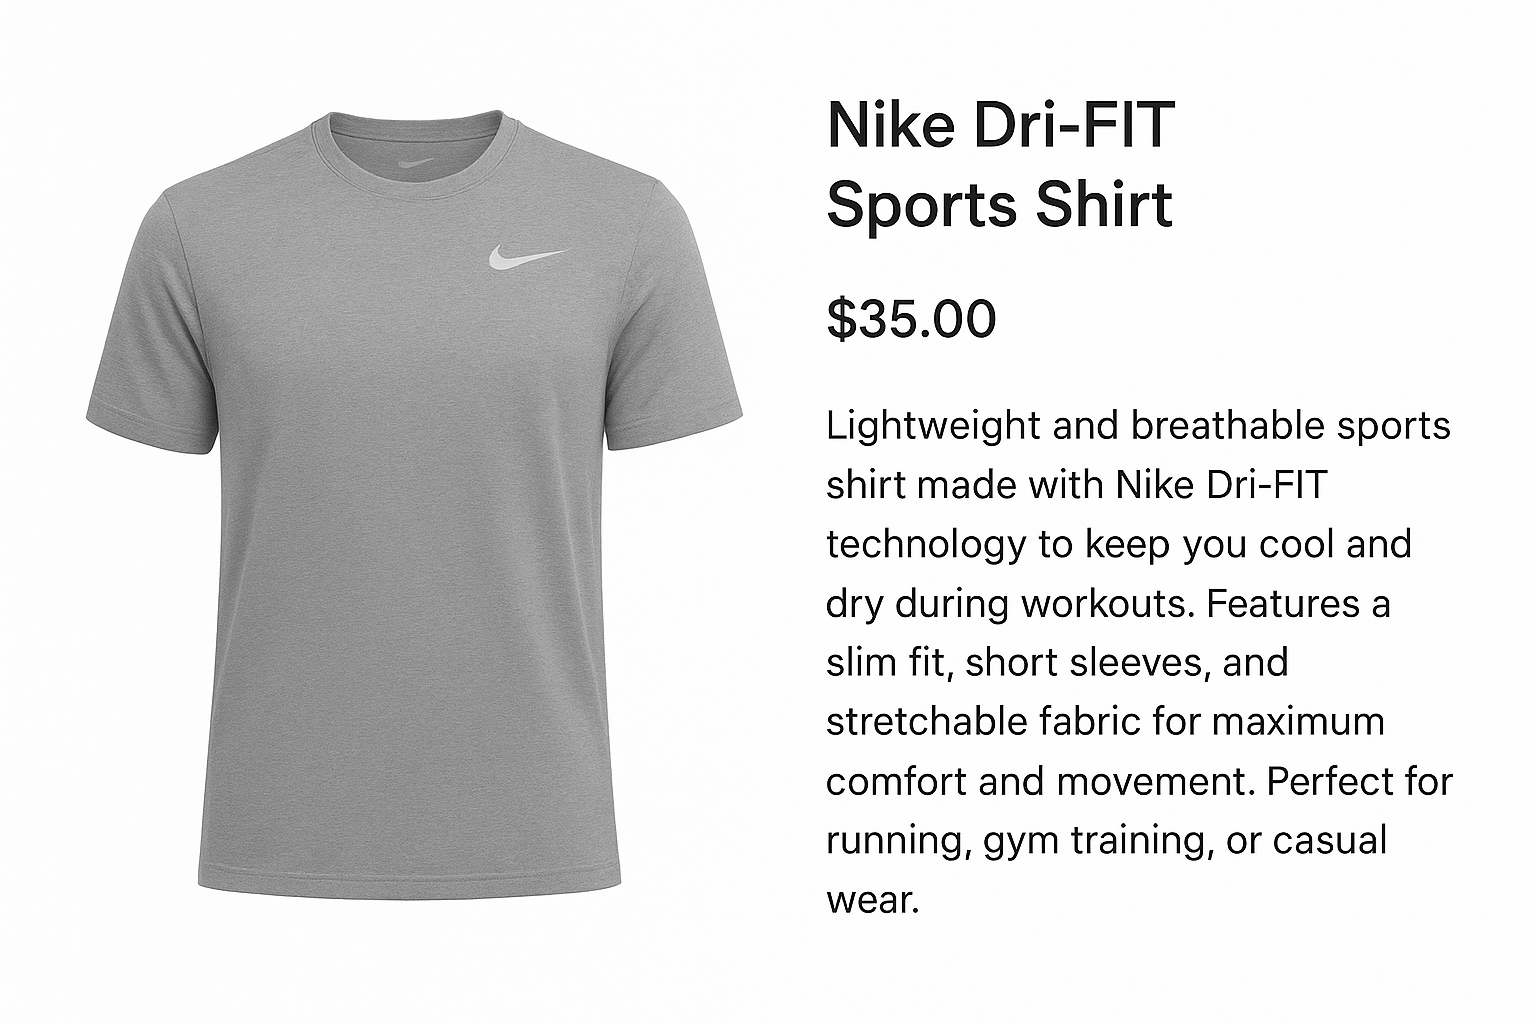 Nike Dri-FIT
Sports Shirt
$35.00
Lightweight and breathable sports
shirt made with Nike Dri-FIT
technology to keep you cool and
dry during workouts. Features a
slim fit, short sleeves, and
stretchable fabric for maximum
comfort and movement. Perfect for
running, gym training, or casual
wear.